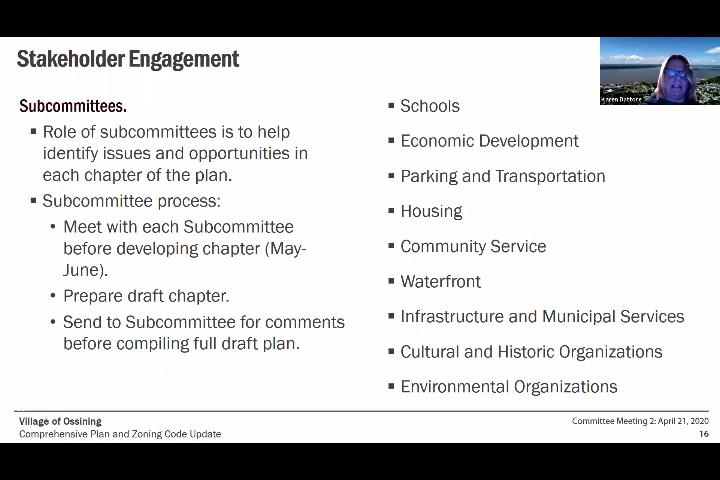 Stakeholder Engagement
Subcommittees.
▪ Role of subcommittees is to help
identify issues and opportunities in
each chapter of the plan.
▪ Subcommittee process:
• Meet with each Subcommittee
before developing chapter (May-
June).
• Prepare draft chapter.
• Send to Subcommittee for comments
before compiling full draft plan.
▪ Schools
▪ Economic Development
▪ Parking and Transportation
▪ Housing
▪ Community Service
▪ Waterfront
▪ Infrastructure and Municipal Services
▪ Cultural and Historic Organizations
▪ Environmental Organizations
Karen Dattore
Village of Ossining
Comprehensive Plan and Zoning Code Update
Committee Meeting 2: April 21, 2020
16